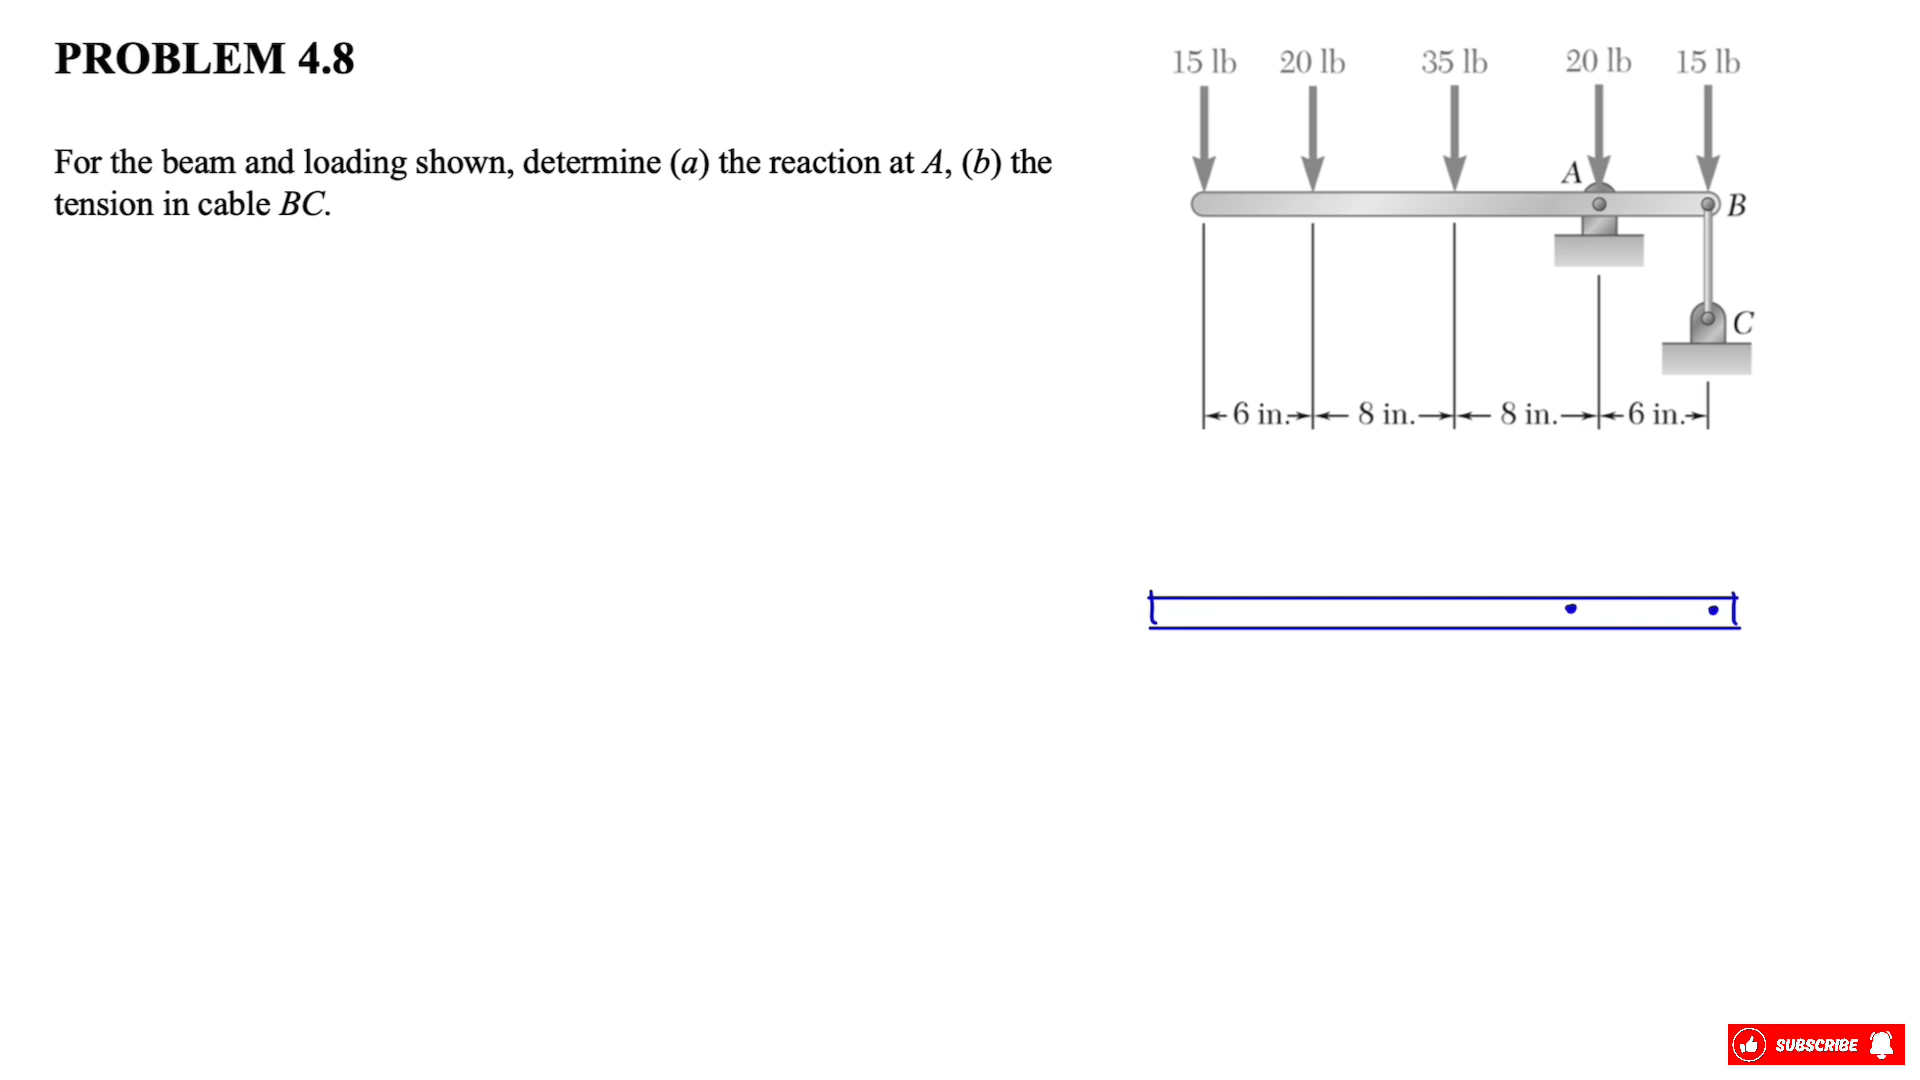 PROBLEM 4.8
For the beam and loading shown, determine (a) the reaction at A, (b) the
tension in cable BC.
15 lb 20 lb 35 lb 20 lb 15 lb
A
B
C
6 in. 8 in. 8 in. 6 in.
SUBSCRIBE